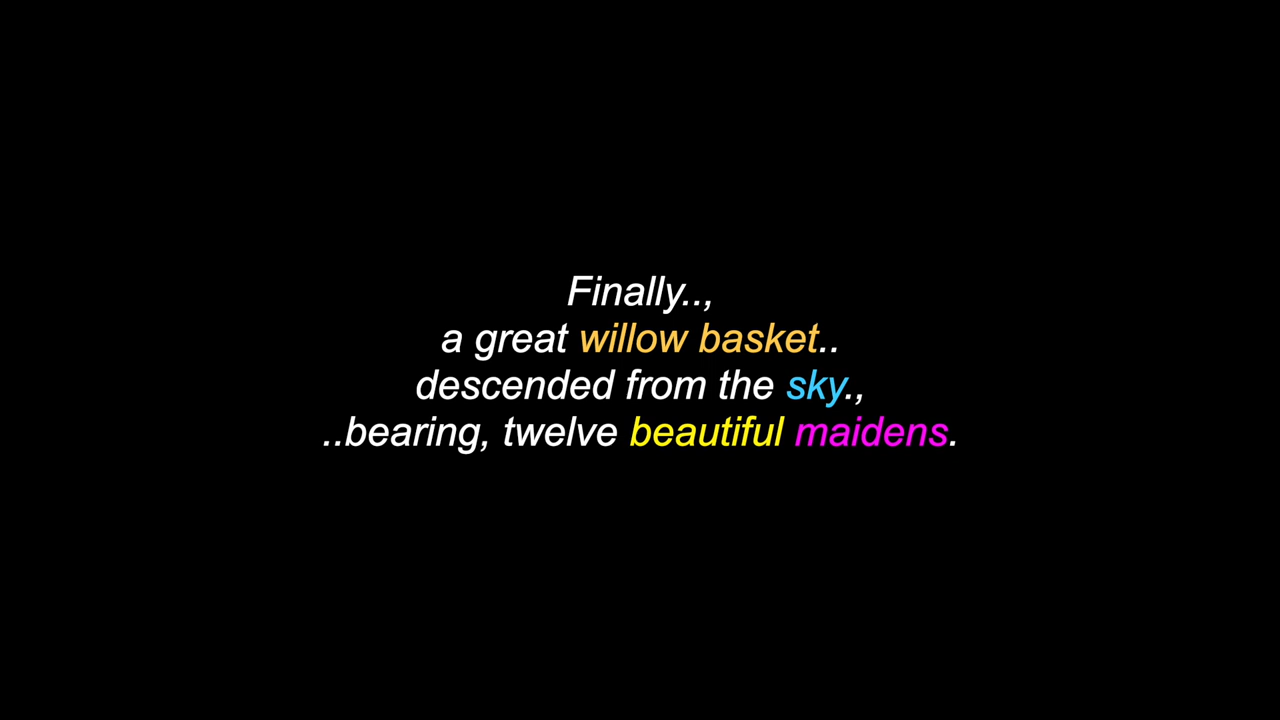 Finally..,
a great willow basket..
descended from the sky.,
..bearing, twelve beautiful maidens.